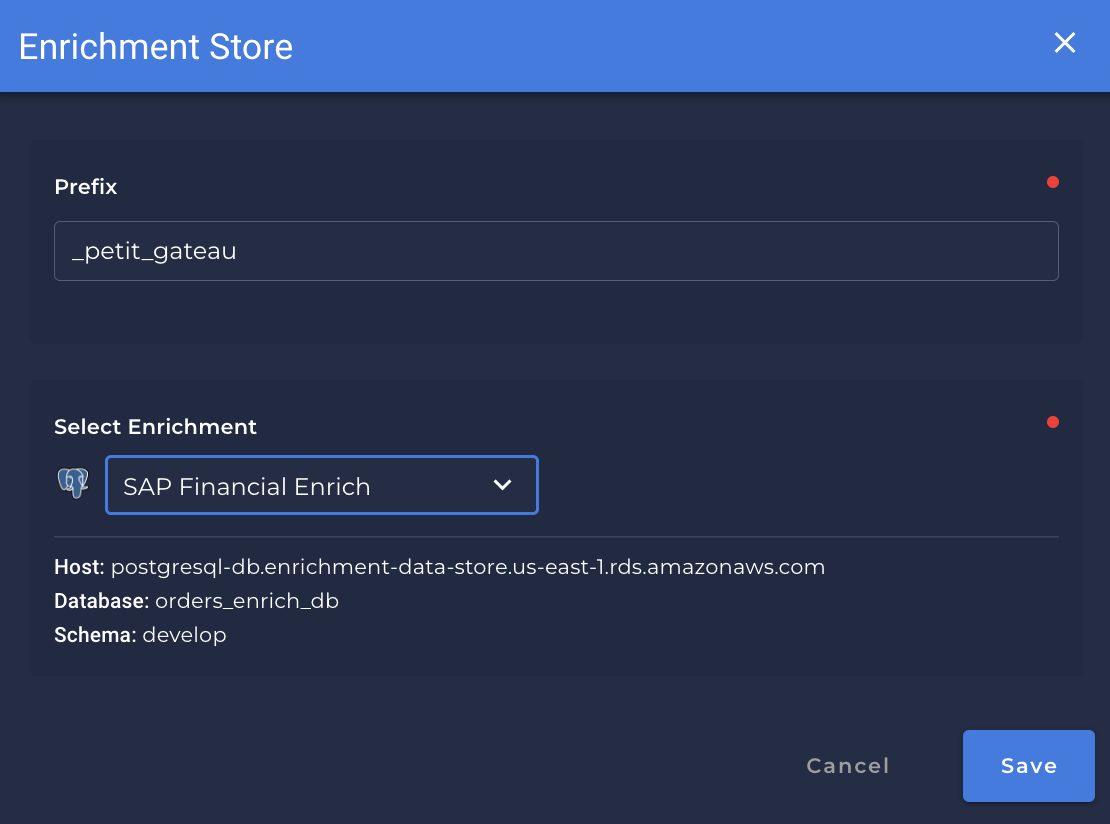 Enrichment Store
Prefix
_petit_gateau
Select Enrichment
SAP Financial Enrich
Host: postgresql-db.enrichment-data-store.us-east-1.rds.amazonaws.com
Database: orders_enrich_db
Schema: develop
Cancel Save